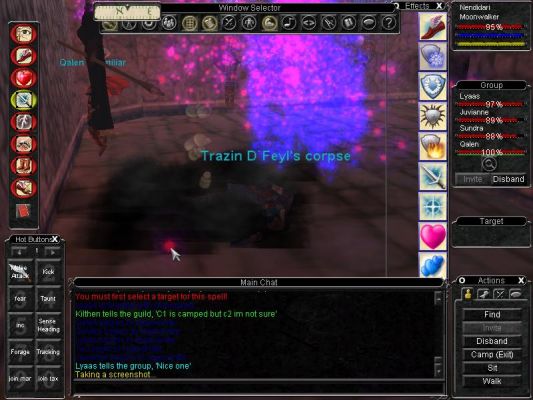 Window Selector
Effects
Nendidari
Moonwalker
95%
Group
Lyaas
97%
Juvianne
89%
Sundra
88%
Qalen
100%
Invite
Disband
Target
Trazin D`Feyl's corpse
Hot Buttons
1
Melee Attack
Kick
fear
Taunt
inc
Sense Heading
Forage
Tracking
join mar
join tax
Main Chat
You must first select a target for this spell!
Kilthen tells the guild, 'C1 is camped but c2 im not sure'
Lyaas tells the group, 'Nice one'
Taking a screenshot...
Actions
Find
Invite
Disband
Camp (Exit)
Sit
Walk